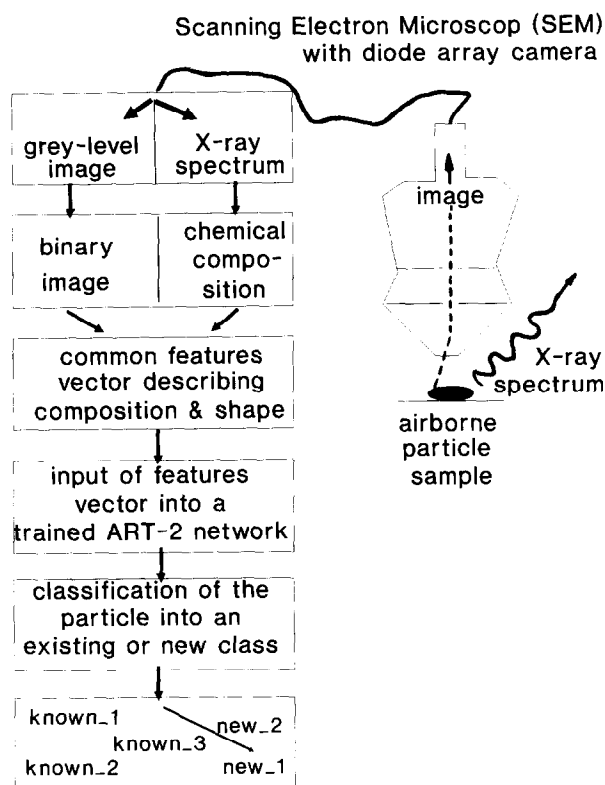 Scanning Electron Microscop (SEM)
with diode array camera
grey-level
image
X-ray
spectrum
binary
image
chemical
compo-
sition
common features
vector describing
composition & shape
input of features
vector into a
trained ART-2 network
classification of the
particle into an
existing or new class
known_1
new_2
known_3
known_2
new_1
image
X-ray
spectrum
airborne
particle
sample